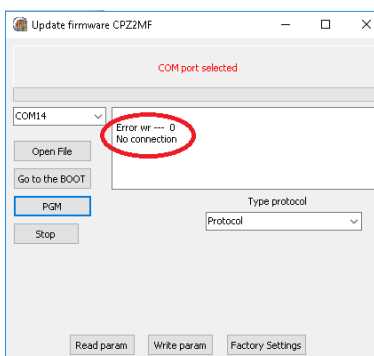 Update firmware CPZ2MF
COM port selected
COM14
Error wr --- 0
No connection
Open File
Go to the BOOT
PGM
Type protocol
Protocol
Stop
Read param Write param Factory Settings